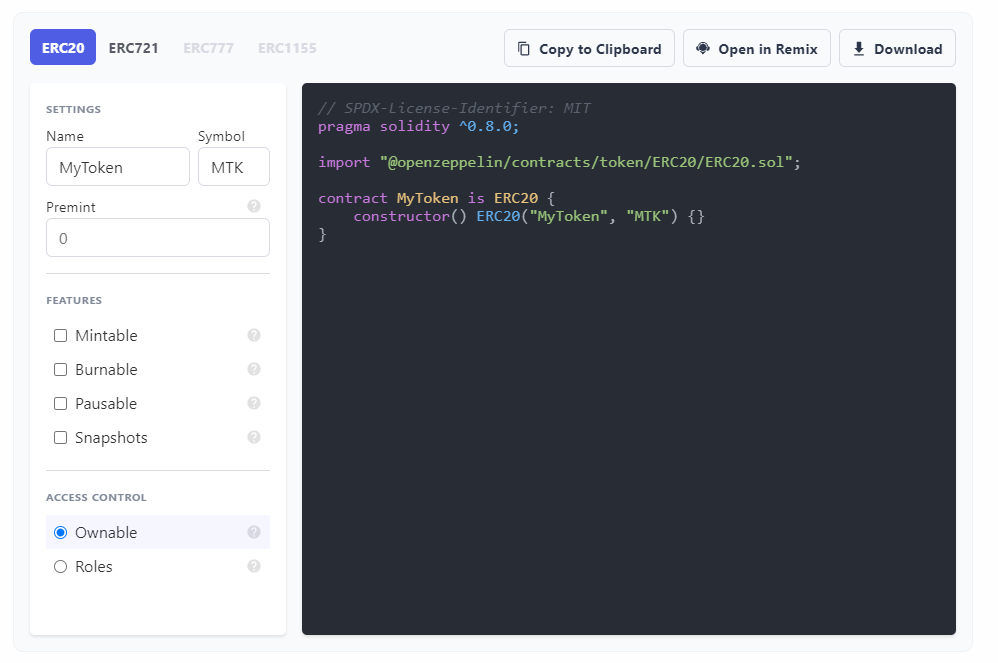 ERC20 ERC721 ERC777 ERC1155
Copy to Clipboard Open in Remix Download
SETTINGS
Name Symbol
MyToken MTK
Premint ?
0
FEATURES
Mintable ?
Burnable ?
Pausable ?
Snapshots ?
ACCESS CONTROL
Ownable ?
Roles ?
// SPDX-License-Identifier: MIT
pragma solidity ^0.8.0;
import "@openzeppelin/contracts/token/ERC20/ERC20.sol";
contract MyToken is ERC20 {
    constructor() ERC20("MyToken", "MTK") {}
}